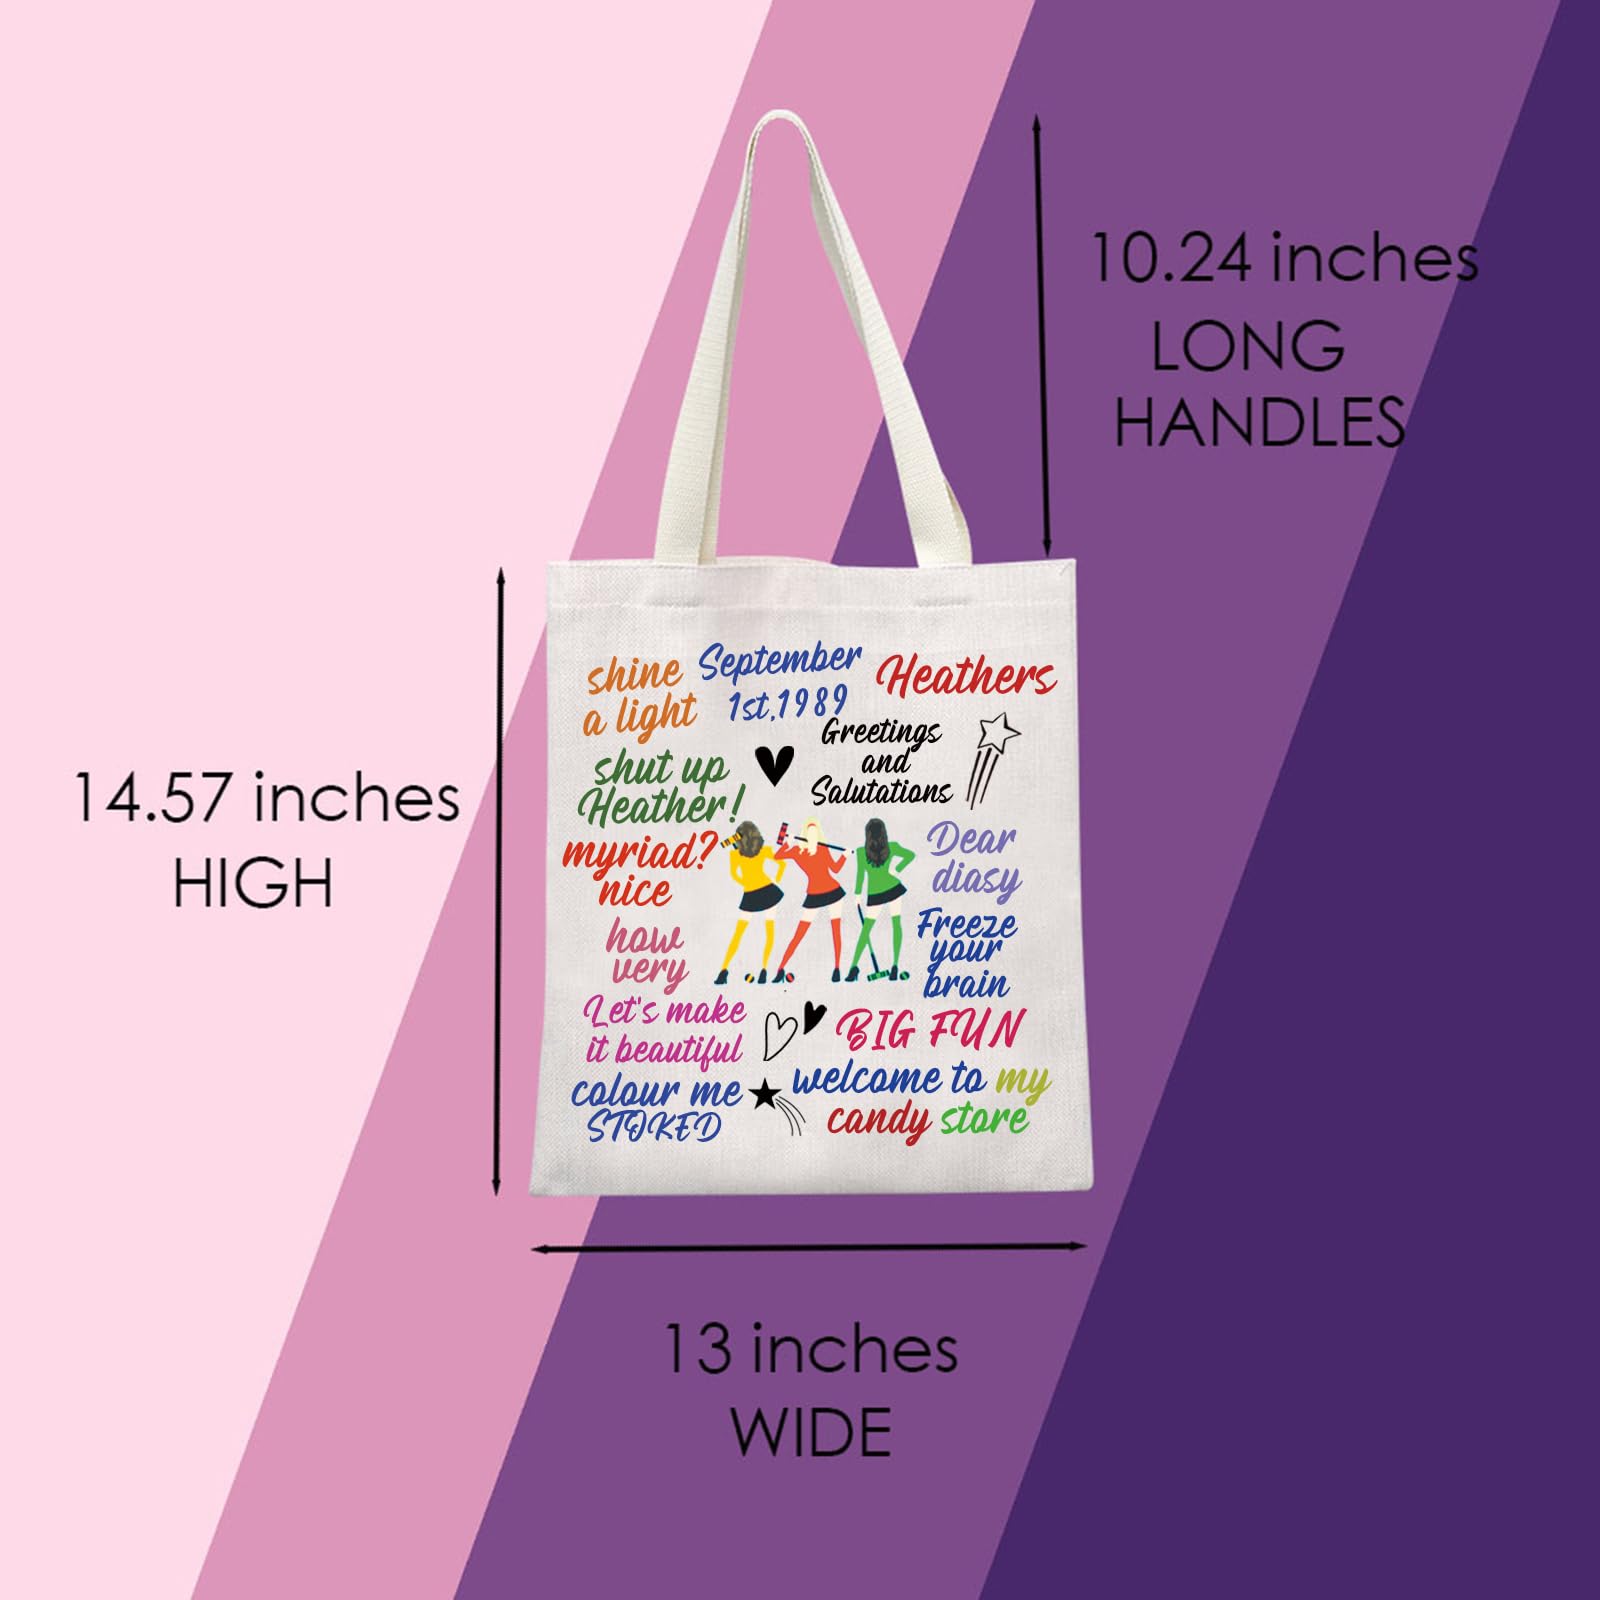 10.24 inches
LONG
HANDLES
14.57 inches
HIGH
shine
a light
September
1st,1989
Heathers
Greetings
and
Salutations
shut up
Heather!
myriad?
nice
Dear
diasy
how
very
Freeze
your
brain
Let's make
it beautiful
BIG FUN
colour me
STOKED
welcome to my
candy store
13 inches
WIDE